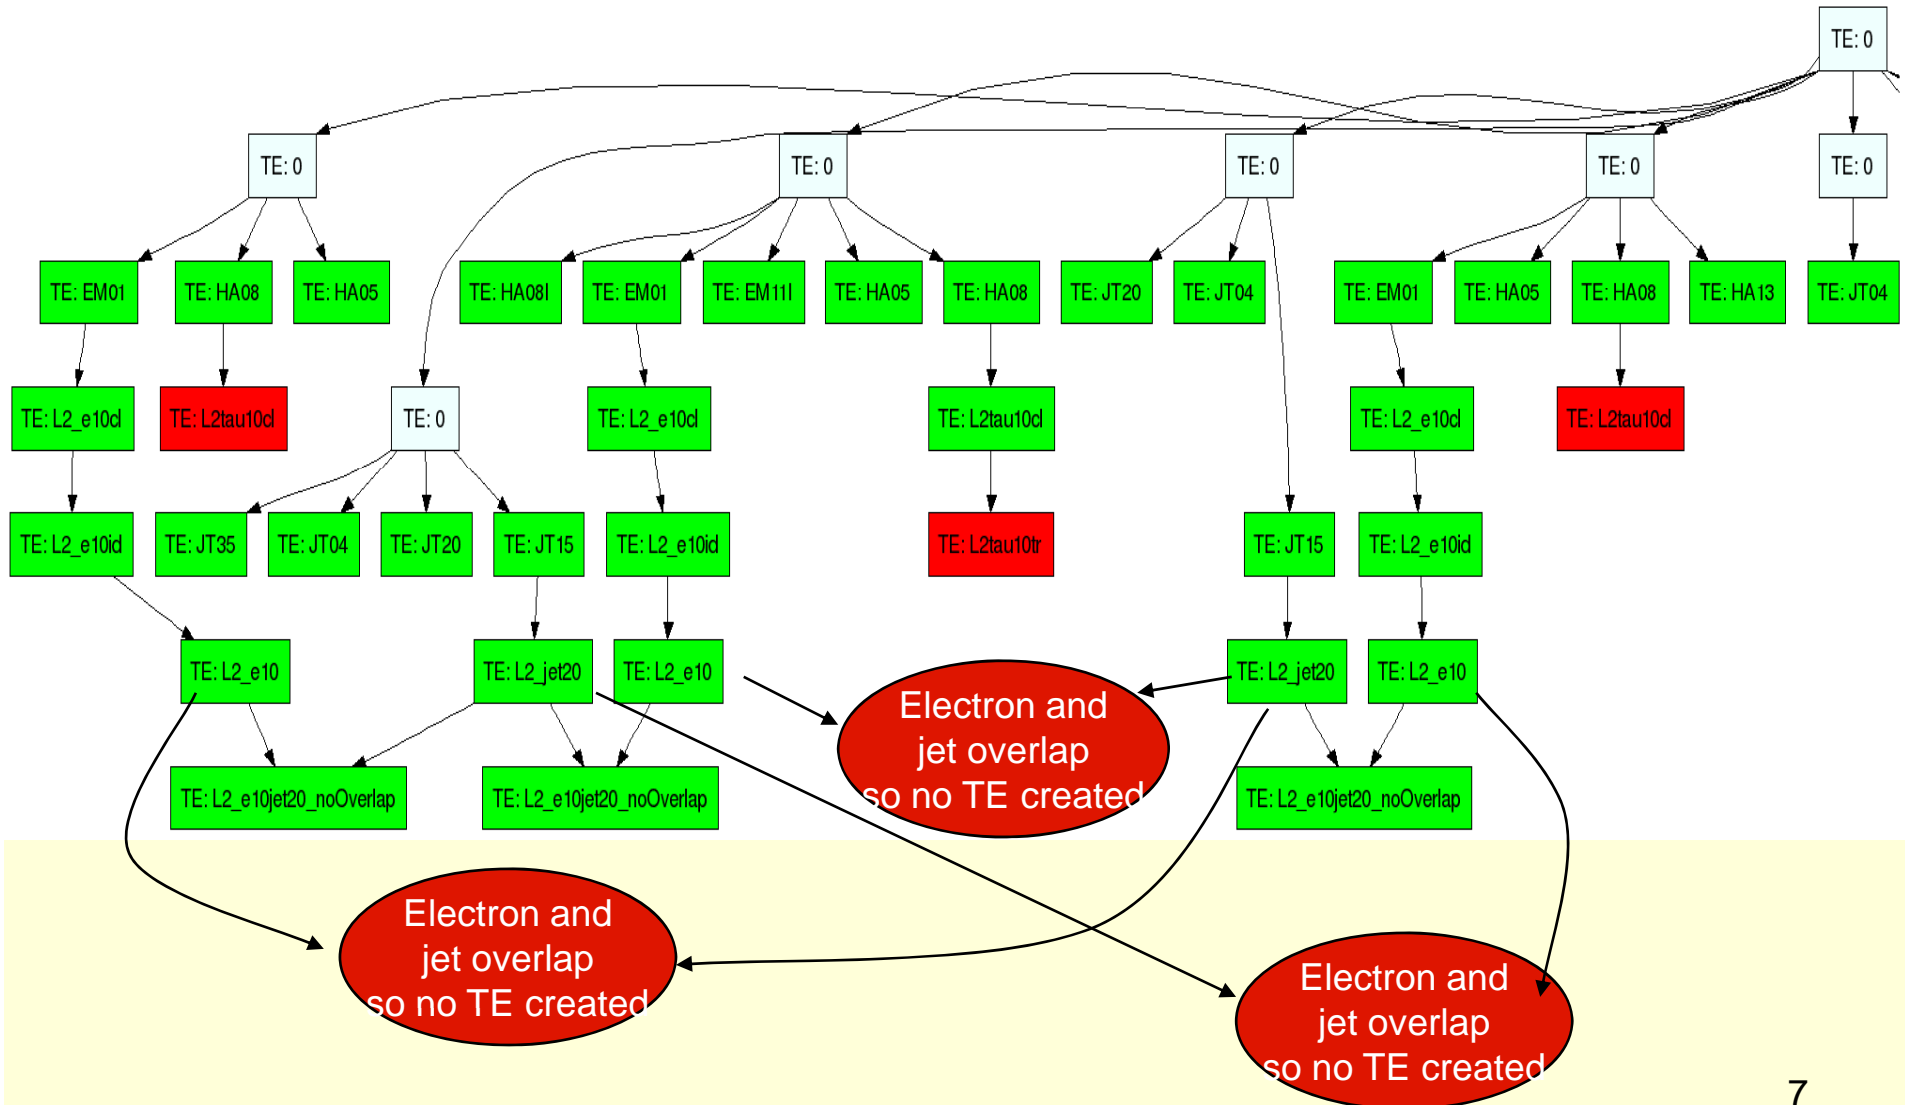 TE: 0
TE: 0
TE: 0
TE: 0
TE: 0
TE: 0
TE: EM01
TE: HA08
TE: HA05
TE: HA08I
TE: EM01
TE: EM11I
TE: HA05
TE: HA08
TE: JT20
TE: JT04
TE: EM01
TE: HA05
TE: HA08
TE: HA13
TE: JT04
TE: L2_e10cl
TE: L2tau10cl
TE: 0
TE: L2_e10cl
TE: L2tau10cl
TE: L2_e10cl
TE: L2tau10cl
TE: L2_e10id
TE: JT35
TE: JT04
TE: JT20
TE: JT15
TE: L2_e10id
TE: L2tau10tr
TE: JT15
TE: L2_e10id
TE: L2_e10
TE: L2_jet20
TE: L2_e10
TE: L2_jet20
TE: L2_e10
Electron and
jet overlap
so no TE created
TE: L2_e10jet20_noOverlap
TE: L2_e10jet20_noOverlap
TE: L2_e10jet20_noOverlap
Electron and
jet overlap
so no TE created
Electron and
jet overlap
so no TE created
7